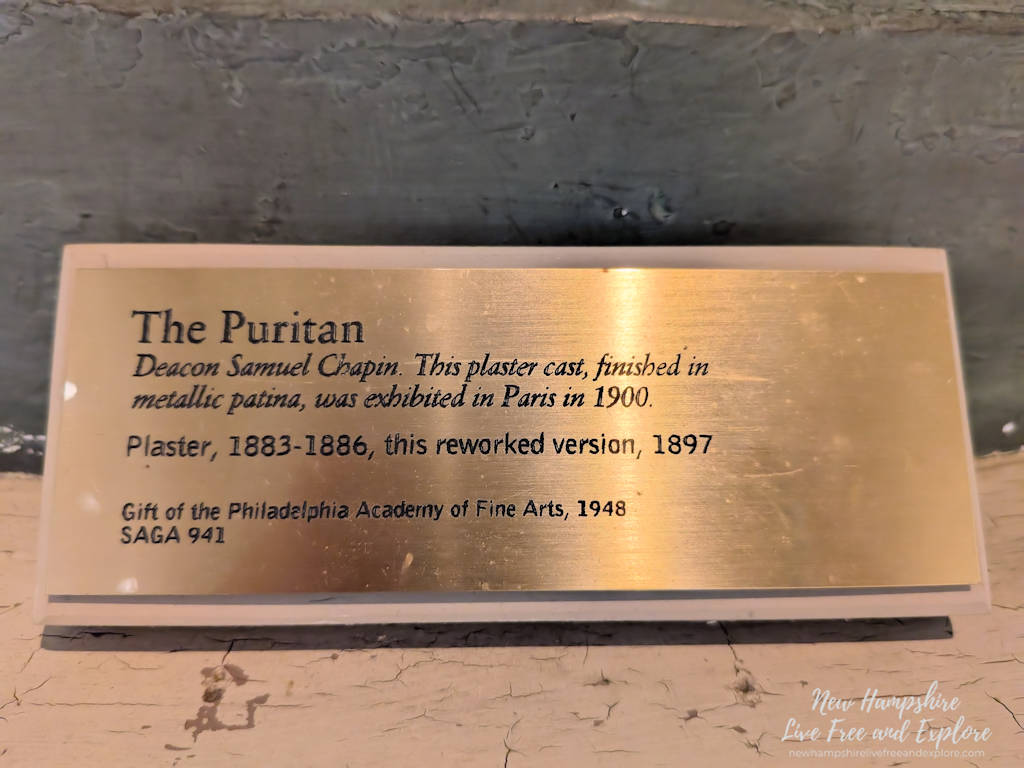 The Puritan
Deacon Samuel Chapin. This plaster cast, finished in
metallic patina, was exhibited in Paris in 1900.
Plaster, 1883-1886, this reworked version, 1897
Gift of the Philadelphia Academy of Fine Arts, 1948
SAGA 941
New Hampshire
Live Free and Explore
newhampshirelivefreeandexplore.com